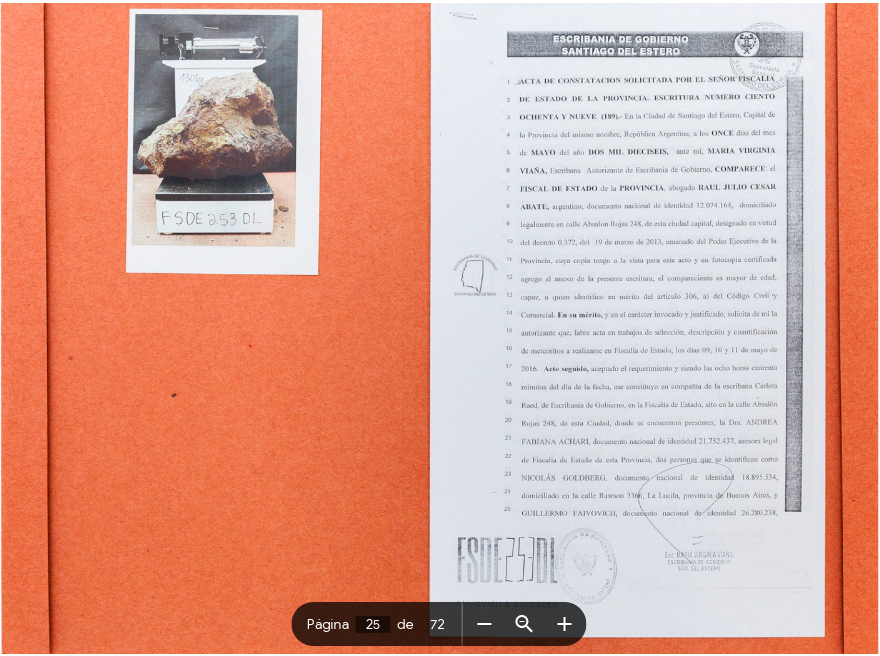 1306
FSDE253 DL
ESCRIBANIA DE GOBIERNO
SANTIAGO DEL ESTERO
1 ACTA DE CONSTATACION SOLICITADA POR EL SEÑOR FISCALIA
2 DE ESTADO DE LA PROVINCIA. ESCRITURA NUMERO CIENTO
3 OCHENTA Y NUEVE (189).- En la Ciudad de Santiago del Estero, Capital de
4 la Provincia del mismo nombre, República Argentina, a los ONCE días del mes
5 de MAYO del año DOS MIL DIECISEIS, ante mí, MARIA VIRGINIA
6 VIAÑA, Escribana Autorizante de Escribanía de Gobierno, COMPARECE: el
7 FISCAL DE ESTADO de la PROVINCIA, abogado RAUL JULIO CESAR
8 ABATE, argentino, documento nacional de identidad 12.074.164, domiciliado
9 legalmente en calle Absalon Rojas 248, de esta ciudad capital, designado en virtud
10 del decreto 0.372, del 19 de marzo de 2013, emanado del Poder Ejecutivo de la
11 Provincia, cuya copia tengo a la vista para este acto y en fotocopia certificada
12 agrego al anexo de la presente escritura, el compareciente es mayor de edad,
13 capaz, a quien identifico en mérito del artículo 306, a) del Código Civil y
14 Comercial. En su mérito, y en el carácter invocado y justificado, solicita de mi la
15 autorizante que, labre acta en trabajos de selección, descripción y cuantificación
16 de meteoritos a realizarse en Fiscalía de Estado, los días 09, 10 y 11 de mayo de
17 2016. Acto seguido, aceptado el requerimiento y siendo las ocho horas cuarenta
18 minutos del día de la fecha, me constituyo en compañía de la escribana Carlota
19 Raed, de Escribanía de Gobierno, en la Fiscalía de Estado, sito en la calle Absalón
20 Rojas 248, de esta Ciudad, donde se encuentran presentes, la Dra. ANDREA
21 FABIANA ACHARI, documento nacional de identidad 21.752.437, asesora legal
22 de Fiscalía de Estado de esta Provincia, dos personas que se identifican como
23 NICOLÁS GOLDBERG, documento nacional de identidad 18.895.534,
24 domiciliado en la calle Rawson 3366, La Lucila, provincia de Buenos Aires, y
25 GUILLERMO FAIVOVICH, documento nacional de identidad 26.280.238,
FSDE253DL
Esc. MARIA VIRGINIA VIAÑA
ESCRIBANIA DE GOBIERNO
SGO. DEL ESTERO
Página 25 de 72